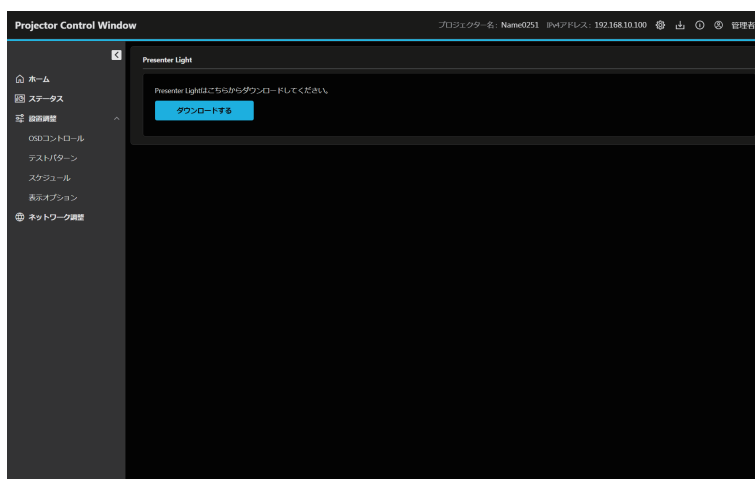 Projector Control Window
プロジェクター名: Name0251 IPv4アドレス: 192.168.10.100 管理者
ホーム
ステータス
設置調整
OSDコントロール
テストパターン
スケジュール
表示オプション
ネットワーク調整
Presenter Light
Presenter Lightはこちらからダウンロードしてください。
ダウンロードする